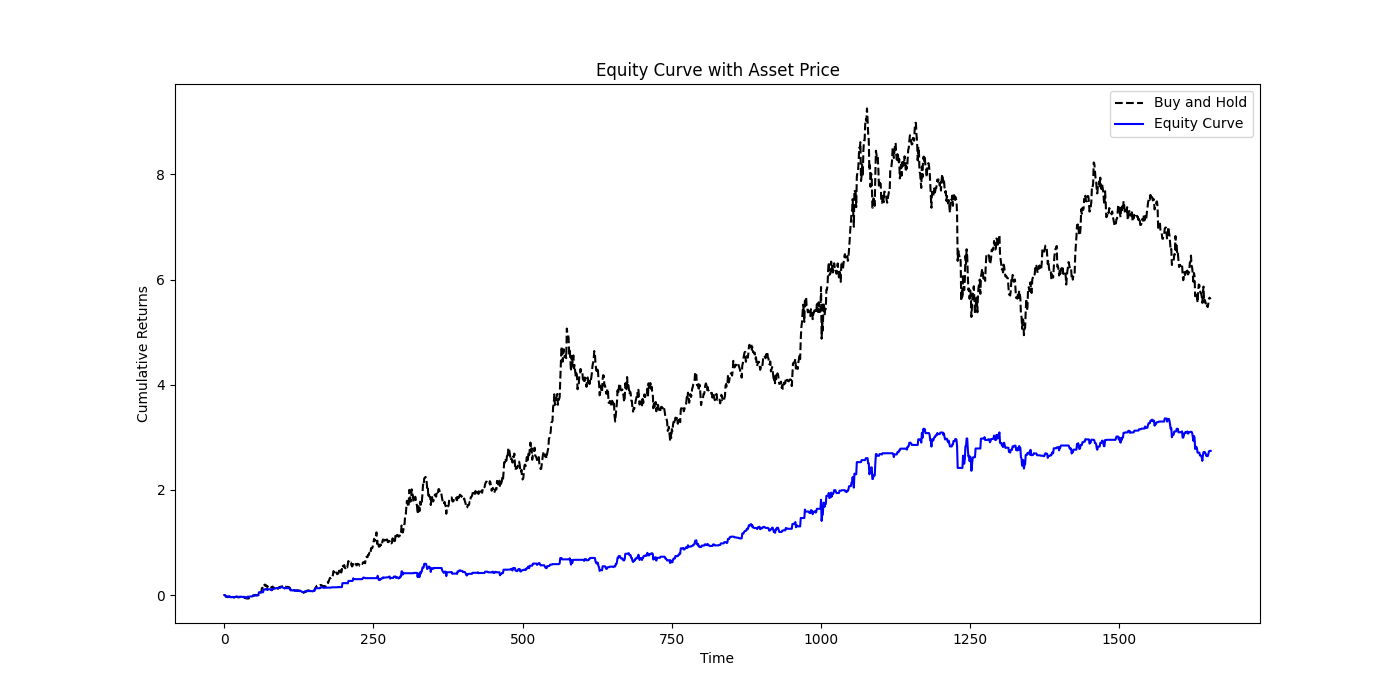 Equity Curve with Asset Price
Buy and Hold
Equity Curve
Cumulative Returns
8
6
4
2
0
0 250 500 750 1000 1250 1500
Time